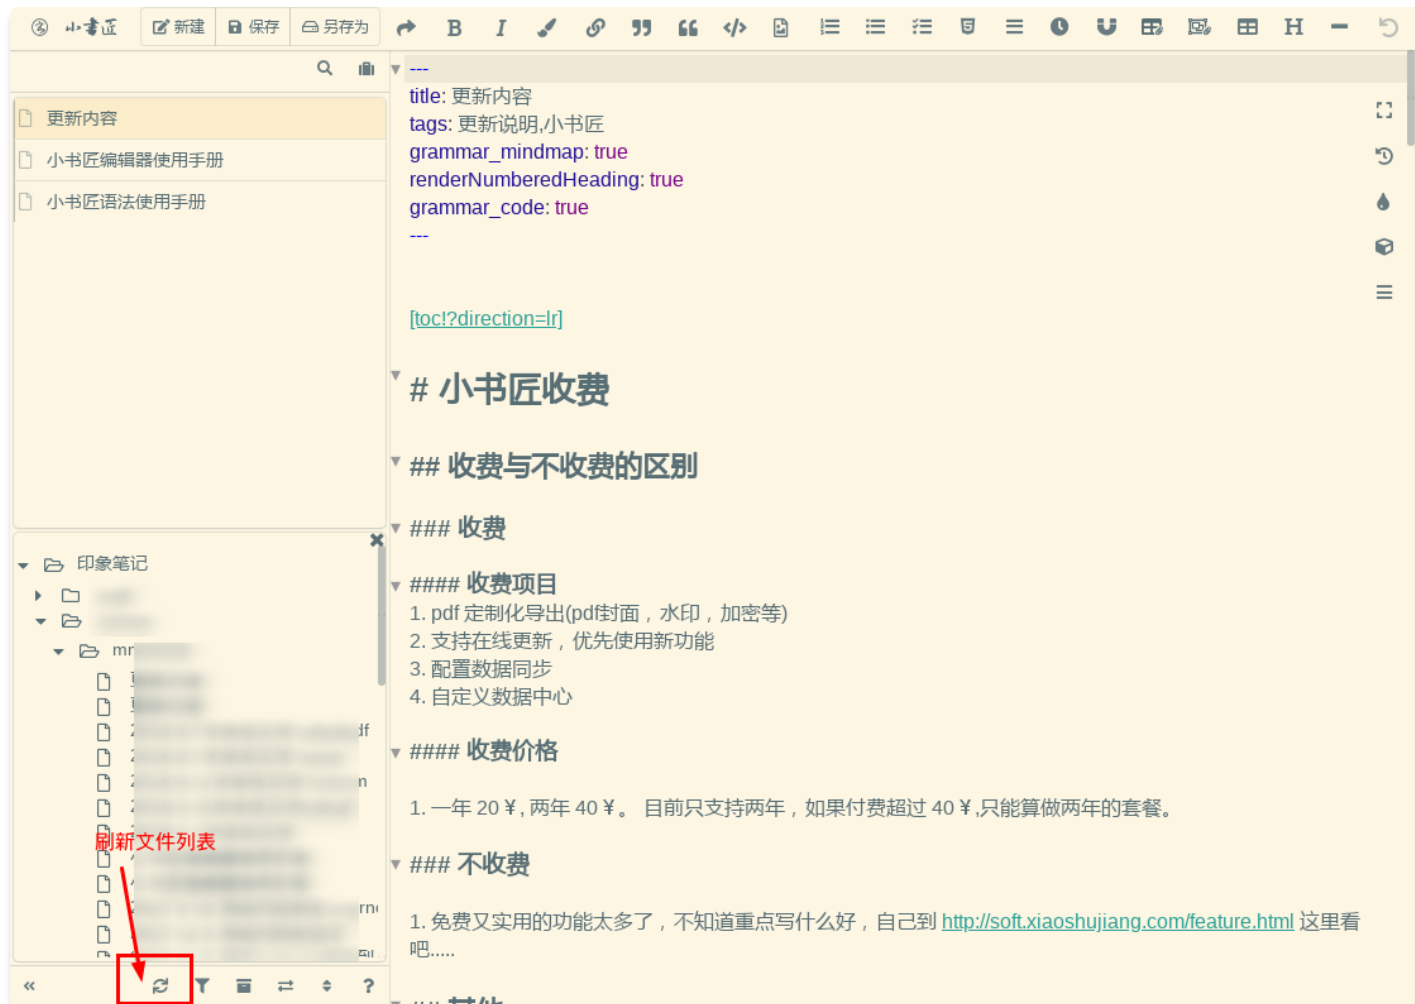 小书匠
新建
保存
另存为
更新内容
小书匠编辑器使用手册
小书匠语法使用手册
---
title: 更新内容
tags: 更新说明,小书匠
grammar_mindmap: true
renderNumberedHeading: true
grammar_code: true
---
[toc!?direction=lr]
# 小书匠收费
## 收费与不收费的区别
### 收费
#### 收费项目
1. pdf 定制化导出(pdf封面，水印，加密等)
2. 支持在线更新，优先使用新功能
3. 配置数据同步
4. 自定义数据中心
#### 收费价格
1. 一年 20 ¥, 两年 40 ¥。 目前只支持两年，如果付费超过 40 ¥,只能算做两年的套餐。
### 不收费
1. 免费又实用的功能太多了，不知道重点写什么好，自己到 http://soft.xiaoshujiang.com/feature.html 这里看
吧.....
## 其他
印象笔记
刷新文件列表